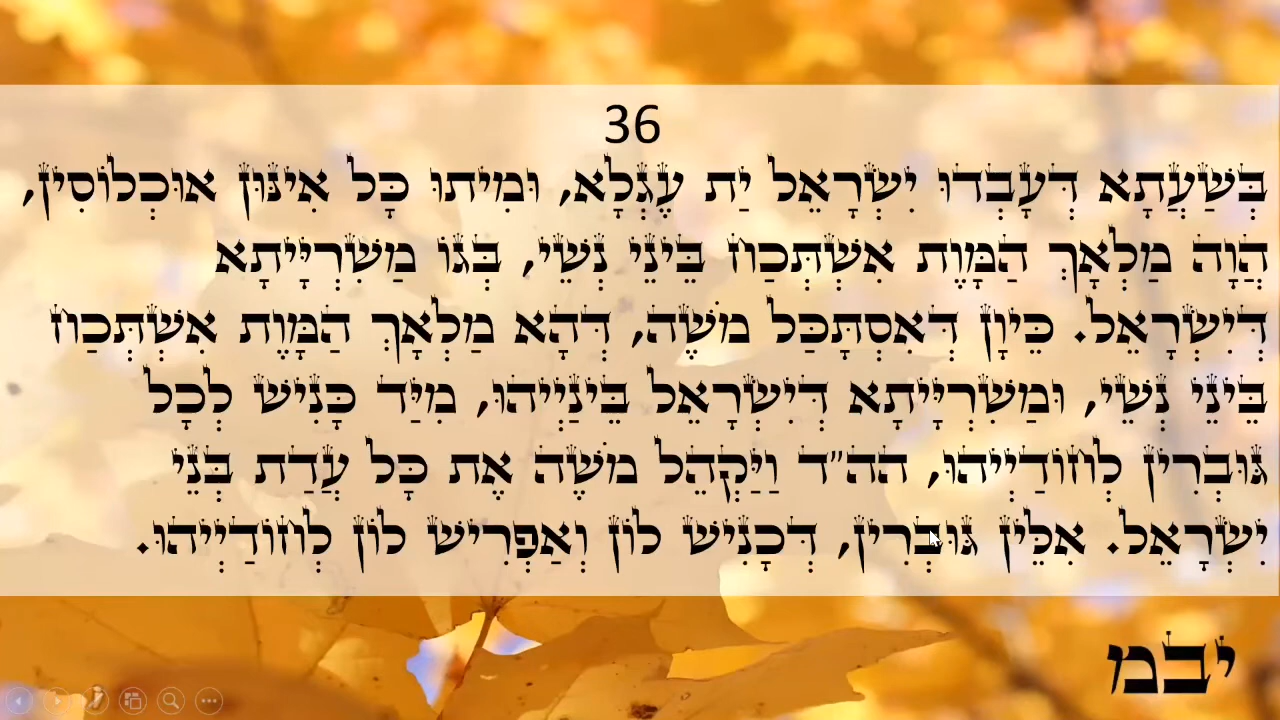 36
בְּשַׁעֲתָא דְּעָבְדוּ יִשְׂרָאֵל יַת עֶגְלָא, וּמִיתוּ כָּל אִינּוּן אוּכְלוֹסִין,
הֲוָה מַלְאָךְ הַמָּוֶת אִשְׁתְּכַח בֵּינֵי נְשֵׁי, בְּגוֹ מַשִׁרְיָּיתָא
דְּיִשְׂרָאֵל. כֵּיוָן דְּאִסְתָּכַּל מֹשֶׁה, דְּהָא מַלְאָךְ הַמָּוֶת אִשְׁתְּכַח
בֵּינֵי נְשֵׁי, וּמַשִׁרְיָּיתָא דְּיִשְׂרָאֵל בֵּינַיְיהוּ, מִיַּד כָּנִישׁ לְכָל
גּוּבְרִין לְחוֹדַיְיהוּ, הה״ד וַיַּקְהֵל מֹשֶׁה אֶת כָּל עֲדַת בְּנֵי
יִשְׂרָאֵל. אִלֵּין גּוּבְרִין, דְּכָנִישׁ לוֹן וְאַפְרִישׁ לוֹן לְחוֹדַיְיהוּ.
יבמ